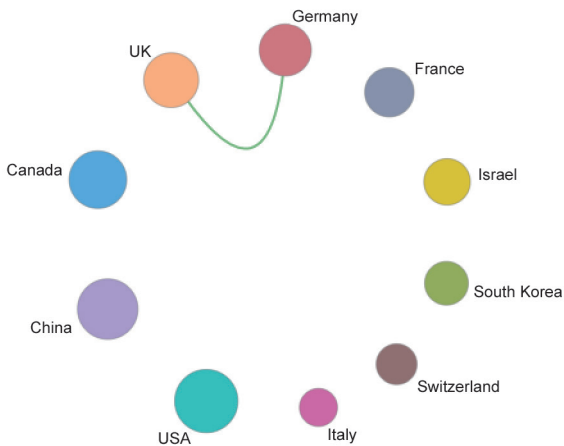 Germany
UK
France
Canada
Israel
South Korea
China
Switzerland
USA
Italy